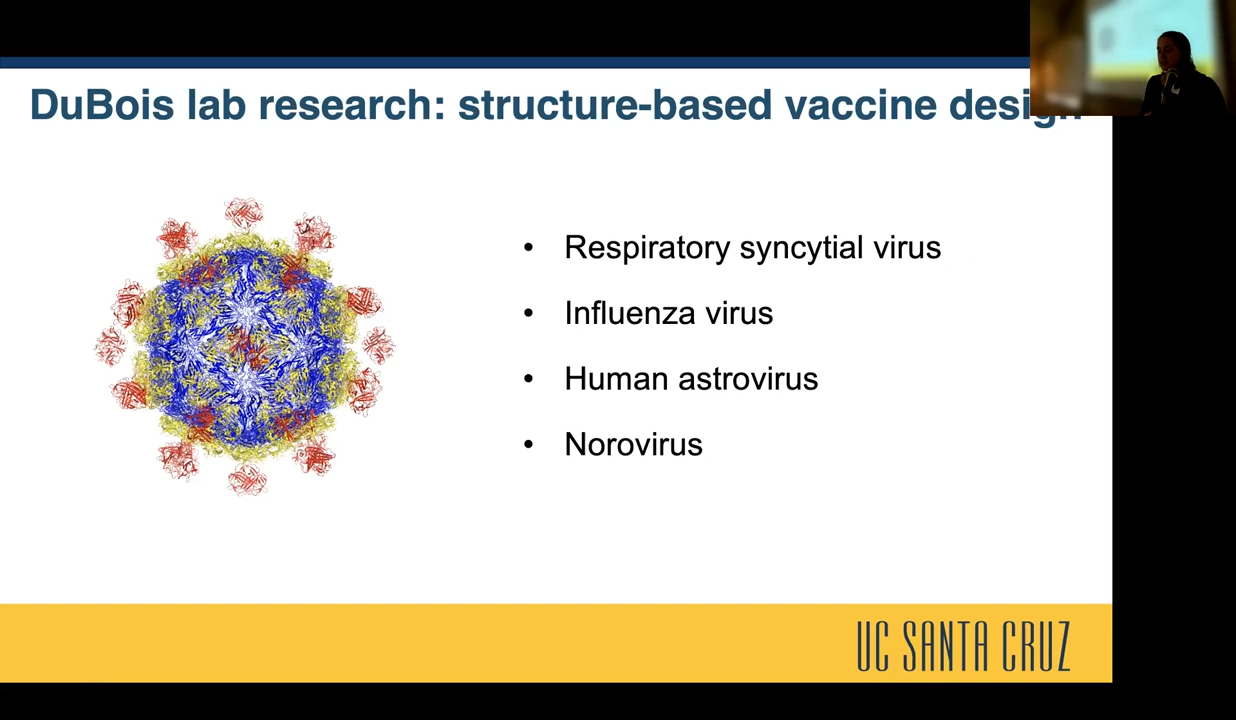 DuBois lab research: structure-based vaccine design
• Respiratory syncytial virus
• Influenza virus
• Human astrovirus
• Norovirus
UC SANTA CRUZ